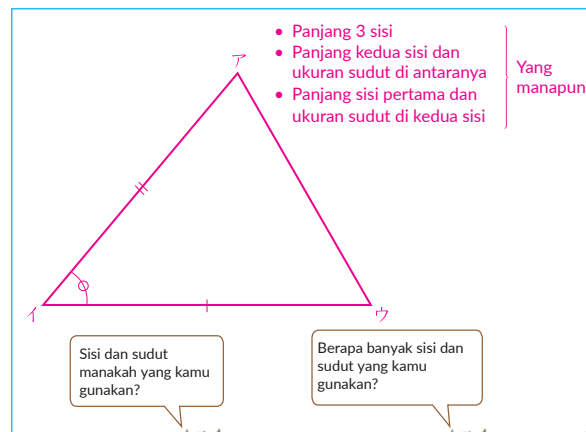 • Panjang 3 sisi
• Panjang kedua sisi dan
ukuran sudut di antaranya
• Panjang sisi pertama dan
ukuran sudut di kedua sisi
Yang
manapun
ア
イ
ウ
Sisi dan sudut
manakah yang kamu
gunakan?
Berapa banyak sisi dan
sudut yang kamu
gunakan?